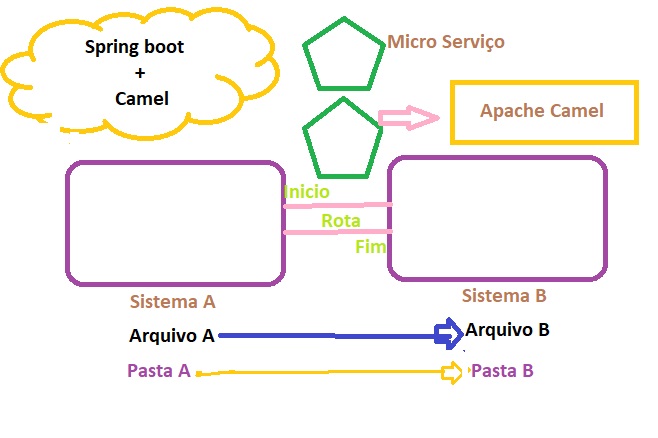 Spring boot
+
Camel
Micro Serviço
Apache Camel
Inicio
Rota
Fim
Sistema A
Sistema B
Arquivo A
Arquivo B
Pasta A
Pasta B